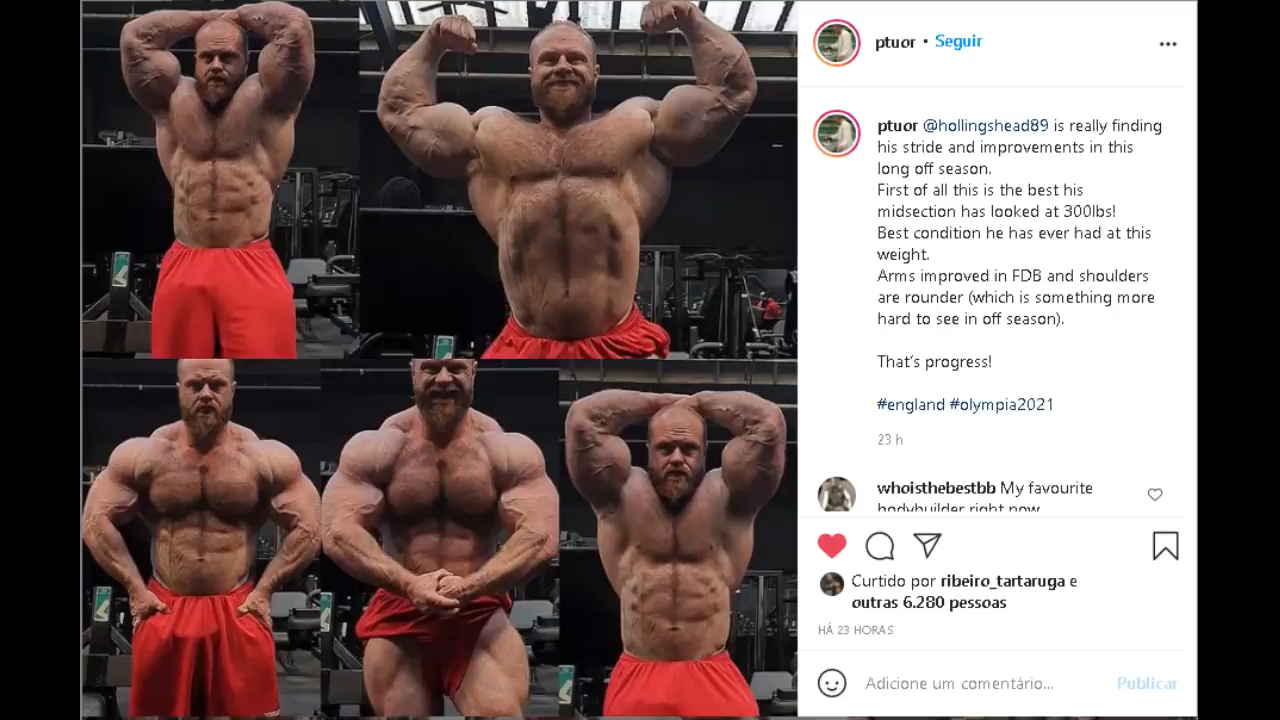 ptuor • Seguir
ptuor @hollingshead89 is really finding
his stride and improvements in this
long off season.
First of all this is the best his
midsection has looked at 300lbs!
Best condition he has ever had at this
weight.
Arms improved in FDB and shoulders
are rounder (which is something more
hard to see in off season).
That's progress!
#england #olympia2021
23 h
whoisthebestbb My favourite
bodybuilder right now
Curtido por ribeiro_tartaruga e
outras 6.280 pessoas
HÁ 23 HORAS
Adicione um comentário...
Publicar